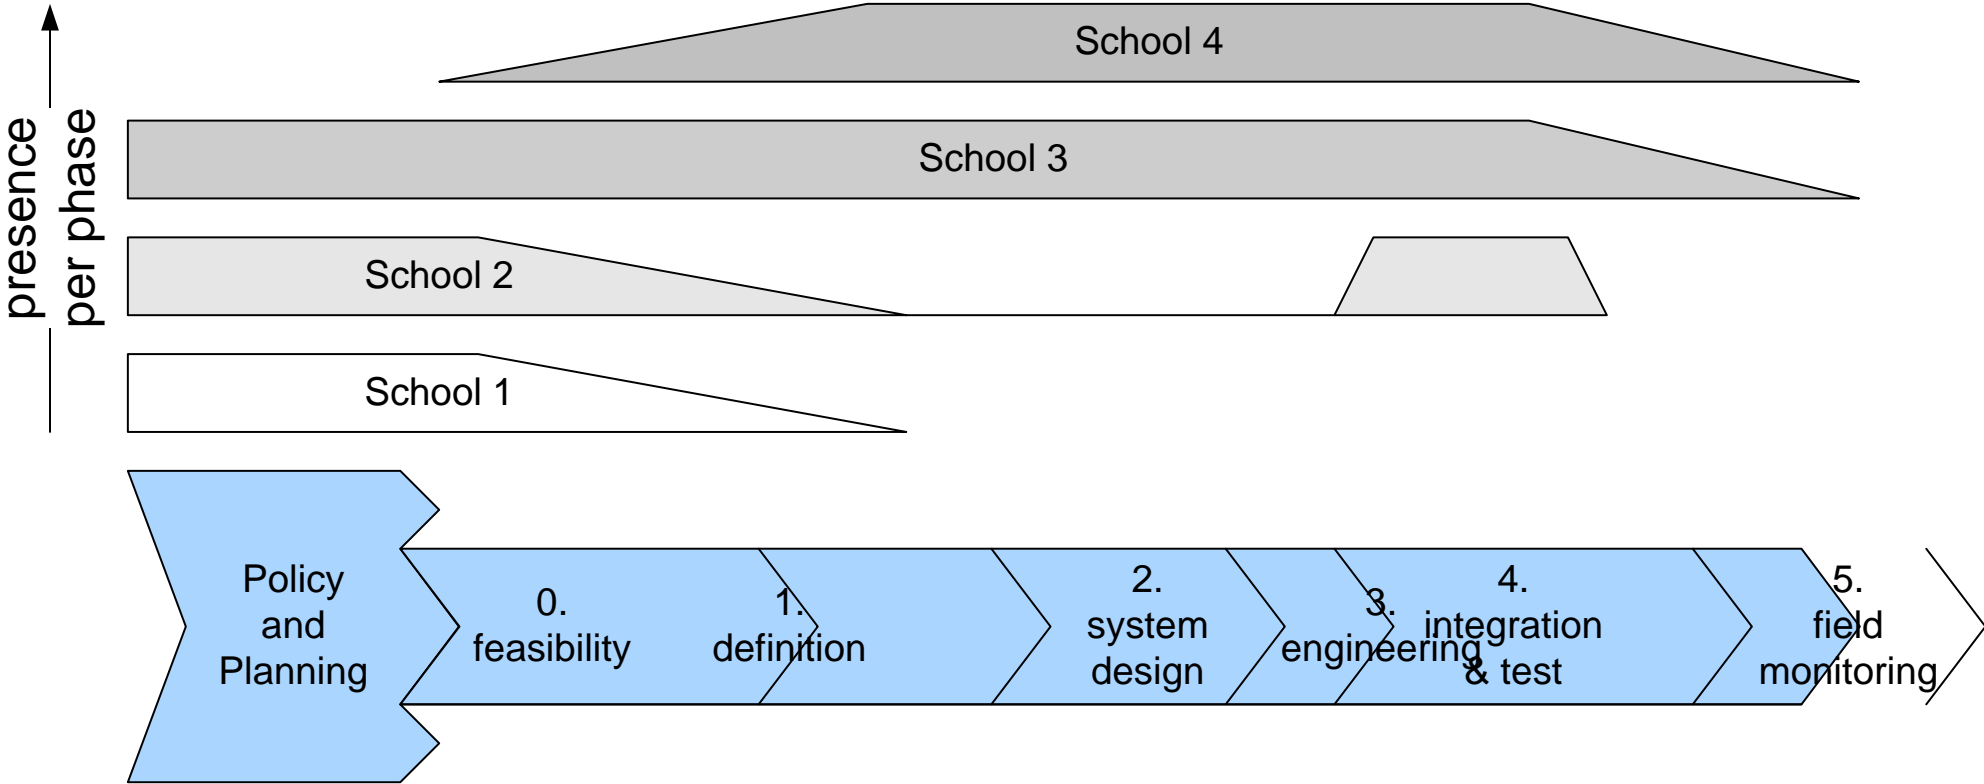 presence
per phase
School 4
School 3
School 2
School 1
Policy
and
Planning
0.
feasibility
1.
definition
2.
system
design
3.
engineering
4.
integration
& test
5.
field
monitoring